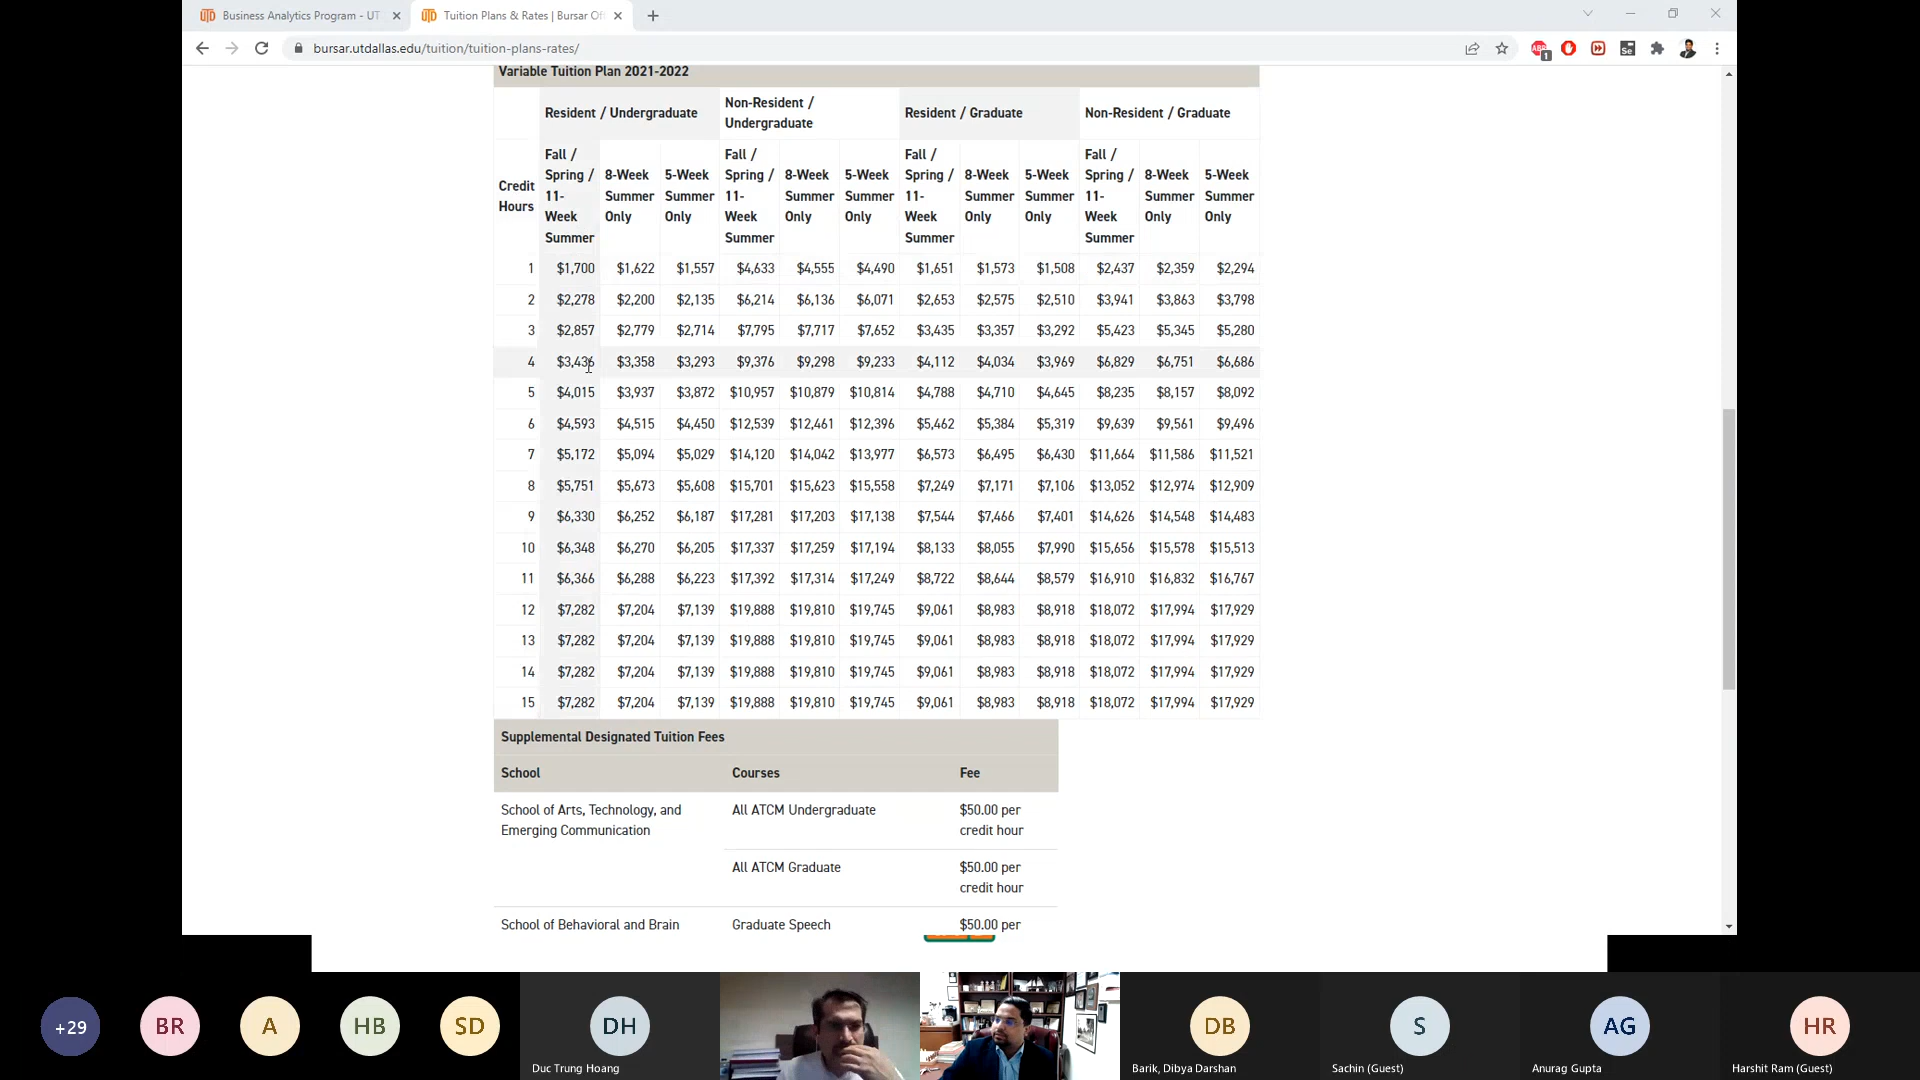 Business Analytics Program - UT
Tuition Plans & Rates | Bursar Of
bursar.utdallas.edu/tuition/tuition-plans-rates/
ABP
1
Se
Variable Tuition Plan 2021-2022
Resident / Undergraduate
Non-Resident /
Undergraduate
Resident / Graduate
Non-Resident / Graduate
Credit
Hours
Fall /
Spring /
11-
Week
Summer
8-Week
Summer
Only
5-Week
Summer
Only
Fall /
Spring /
11-
Week
Summer
8-Week
Summer
Only
5-Week
Summer
Only
Fall /
Spring /
11-
Week
Summer
8-Week
Summer
Only
5-Week
Summer
Only
Fall /
Spring /
11-
Week
Summer
8-Week
Summer
Only
5-Week
Summer
Only
1 $1,700 $1,622 $1,557 $4,633 $4,555 $4,490 $1,651 $1,573 $1,508 $2,437 $2,359 $2,294
2 $2,278 $2,200 $2,135 $6,214 $6,136 $6,071 $2,653 $2,575 $2,510 $3,941 $3,863 $3,798
3 $2,857 $2,779 $2,714 $7,795 $7,717 $7,652 $3,435 $3,357 $3,292 $5,423 $5,345 $5,280
4 $3,436 $3,358 $3,293 $9,376 $9,298 $9,233 $4,112 $4,034 $3,969 $6,829 $6,751 $6,686
5 $4,015 $3,937 $3,872 $10,957 $10,879 $10,814 $4,788 $4,710 $4,645 $8,235 $8,157 $8,092
6 $4,593 $4,515 $4,450 $12,539 $12,461 $12,396 $5,462 $5,384 $5,319 $9,639 $9,561 $9,496
7 $5,172 $5,094 $5,029 $14,120 $14,042 $13,977 $6,573 $6,495 $6,430 $11,664 $11,586 $11,521
8 $5,751 $5,673 $5,608 $15,701 $15,623 $15,558 $7,249 $7,171 $7,106 $13,052 $12,974 $12,909
9 $6,330 $6,252 $6,187 $17,281 $17,203 $17,138 $7,544 $7,466 $7,401 $14,626 $14,548 $14,483
10 $6,348 $6,270 $6,205 $17,337 $17,259 $17,194 $8,133 $8,055 $7,990 $15,656 $15,578 $15,513
11 $6,366 $6,288 $6,223 $17,392 $17,314 $17,249 $8,722 $8,644 $8,579 $16,910 $16,832 $16,767
12 $7,282 $7,204 $7,139 $19,888 $19,810 $19,745 $9,061 $8,983 $8,918 $18,072 $17,994 $17,929
13 $7,282 $7,204 $7,139 $19,888 $19,810 $19,745 $9,061 $8,983 $8,918 $18,072 $17,994 $17,929
14 $7,282 $7,204 $7,139 $19,888 $19,810 $19,745 $9,061 $8,983 $8,918 $18,072 $17,994 $17,929
15 $7,282 $7,204 $7,139 $19,888 $19,810 $19,745 $9,061 $8,983 $8,918 $18,072 $17,994 $17,929
Supplemental Designated Tuition Fees
School Courses Fee
School of Arts, Technology, and
Emerging Communication
All ATCM Undergraduate
$50.00 per
credit hour
All ATCM Graduate
$50.00 per
credit hour
School of Behavioral and Brain Graduate Speech $50.00 per
+29 BR A HB SD DH DB S AG HR
Duc Trung Hoang
Barik, Dibya Darshan
Sachin (Guest)
Anurag Gupta
Harshit Ram (Guest)